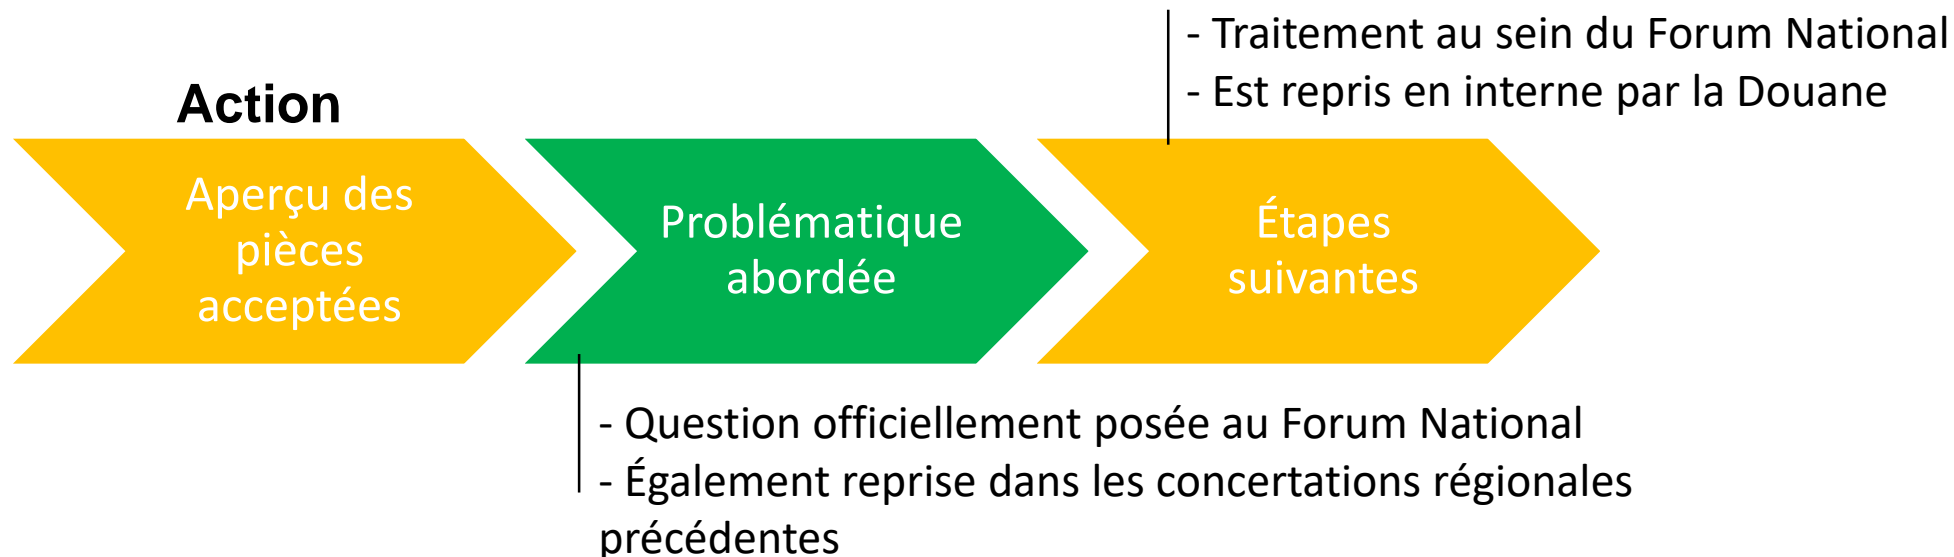 - Traitement au sein du Forum National
- Est repris en interne par la Douane
Action
Aperçu des
pièces
acceptées
Problématique
abordée
Étapes
suivantes
- Question officiellement posée au Forum National
- Également reprise dans les concertations régionales
précédentes